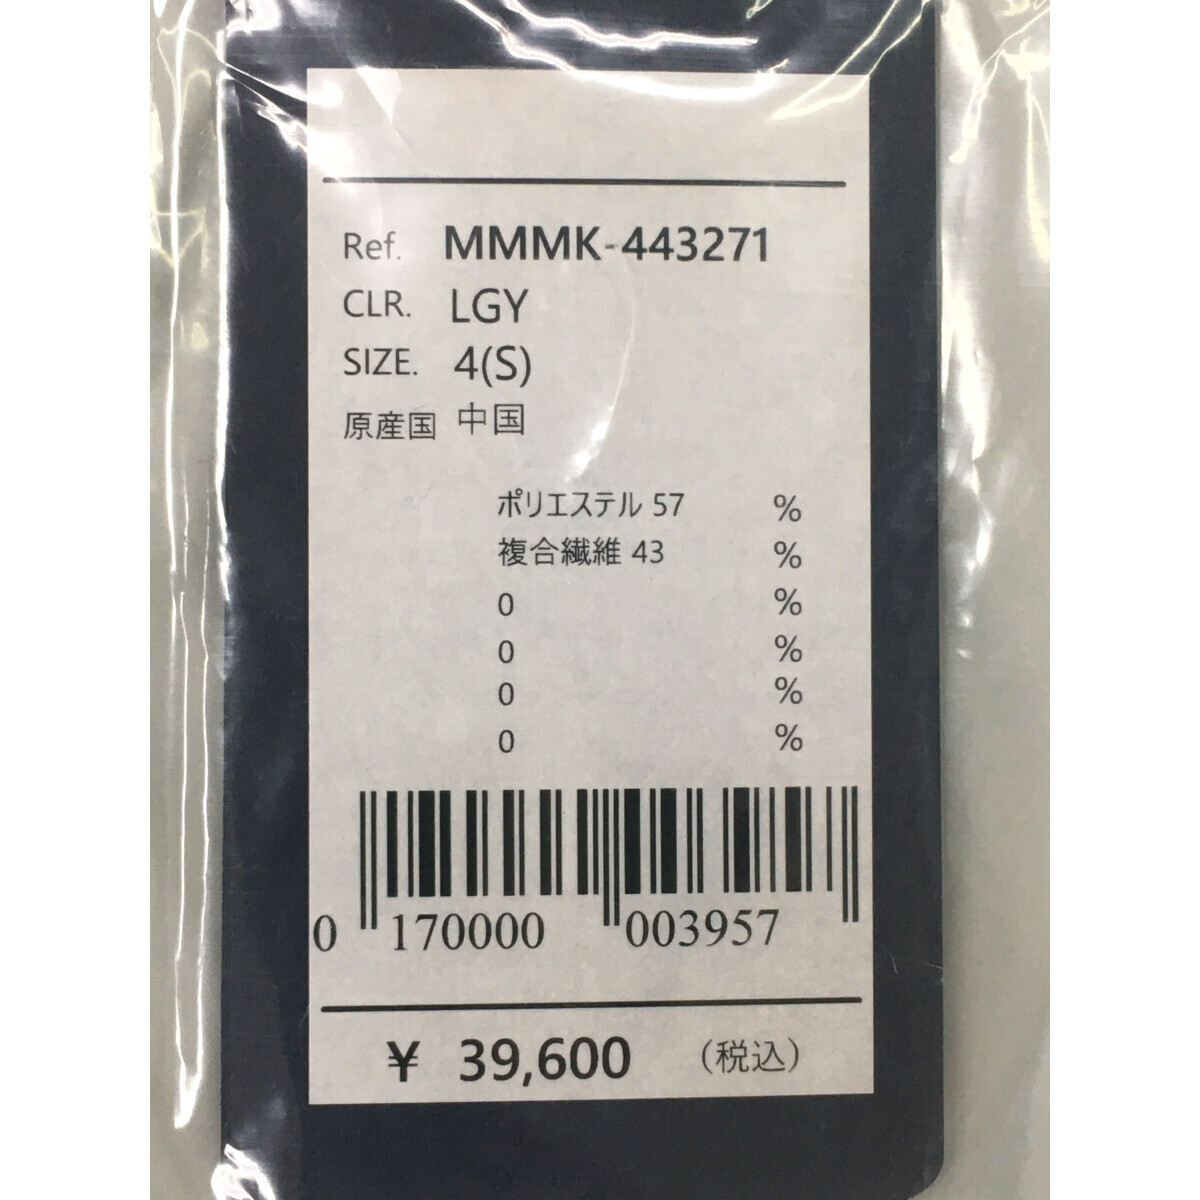 Ref. MMMK-443271
CLR. LGY
SIZE. 4(S)
原産国 中国
ポリエステル 57 %
複合繊維 43 %
0 %
0 %
0 %
0 %
0 170000 003957
¥ 39,600 (税込)